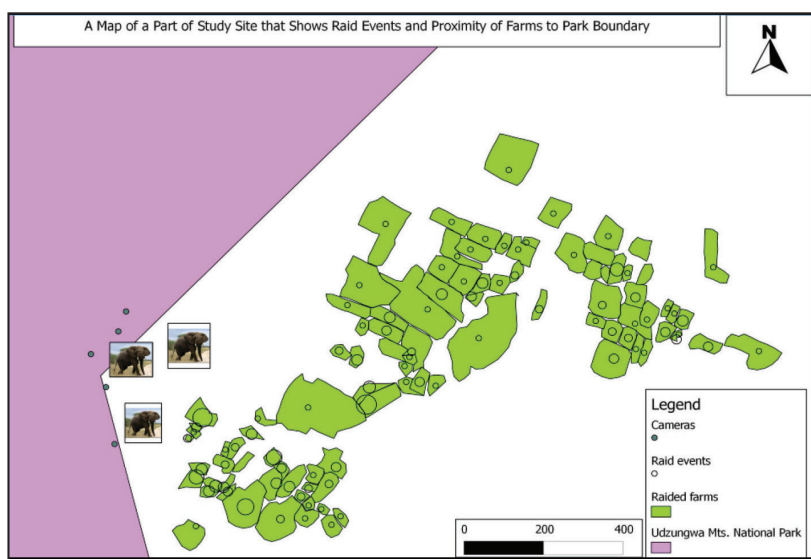 A Map of a Part of Study Site that Shows Raid Events and Proximity of Farms to Park Boundary
N
Legend
Cameras
Raid events
Raided farms
Udzungwa Mts. National Park
0 200 400